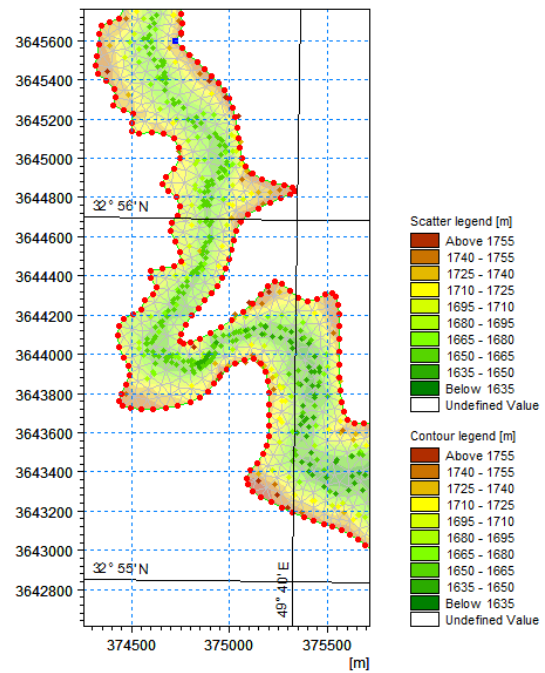 3645600
3645400
3645200
3645000
3644800
32° 56' N
3644600
3644400
3644200
3644000
3643800
3643600
3643400
3643200
3643000
32° 55' N
3642800
49° 40' E
374500 375000 375500
[m]
Scatter legend [m]
Above 1755
1740 - 1755
1725 - 1740
1710 - 1725
1695 - 1710
1680 - 1695
1665 - 1680
1650 - 1665
1635 - 1650
Below 1635
Undefined Value
Contour legend [m]
Above 1755
1740 - 1755
1725 - 1740
1710 - 1725
1695 - 1710
1680 - 1695
1665 - 1680
1650 - 1665
1635 - 1650
Below 1635
Undefined Value